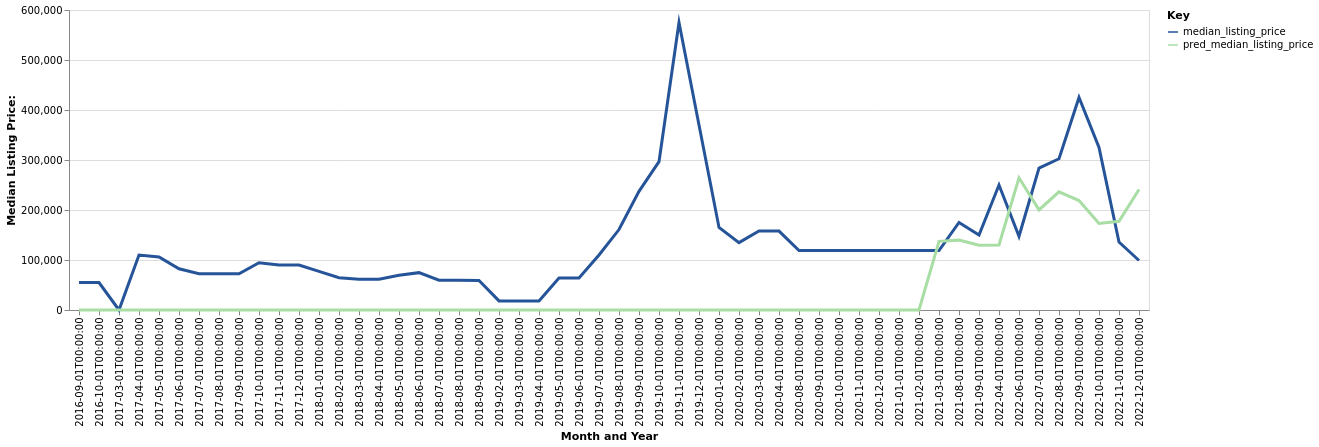 Key
median_listing_price
pred_median_listing_price
Median Listing Price:
600,000
500,000
400,000
300,000
200,000
100,000
0
2016-09-01T00:00:00
2016-10-01T00:00:00
2017-03-01T00:00:00
2017-04-01T00:00:00
2017-05-01T00:00:00
2017-06-01T00:00:00
2017-07-01T00:00:00
2017-08-01T00:00:00
2017-09-01T00:00:00
2017-10-01T00:00:00
2017-11-01T00:00:00
2017-12-01T00:00:00
2018-01-01T00:00:00
2018-02-01T00:00:00
2018-03-01T00:00:00
2018-04-01T00:00:00
2018-05-01T00:00:00
2018-06-01T00:00:00
2018-07-01T00:00:00
2018-08-01T00:00:00
2018-09-01T00:00:00
2019-02-01T00:00:00
2019-03-01T00:00:00
2019-04-01T00:00:00
2019-05-01T00:00:00
2019-06-01T00:00:00
2019-07-01T00:00:00
2019-08-01T00:00:00
2019-09-01T00:00:00
2019-10-01T00:00:00
2019-11-01T00:00:00
2019-12-01T00:00:00
2020-01-01T00:00:00
2020-02-01T00:00:00
2020-03-01T00:00:00
2020-04-01T00:00:00
2020-08-01T00:00:00
2020-09-01T00:00:00
2020-10-01T00:00:00
2020-11-01T00:00:00
2020-12-01T00:00:00
2021-01-01T00:00:00
2021-02-01T00:00:00
2021-03-01T00:00:00
2021-08-01T00:00:00
2021-09-01T00:00:00
2022-04-01T00:00:00
2022-06-01T00:00:00
2022-07-01T00:00:00
2022-08-01T00:00:00
2022-09-01T00:00:00
2022-10-01T00:00:00
2022-11-01T00:00:00
2022-12-01T00:00:00
Month and Year